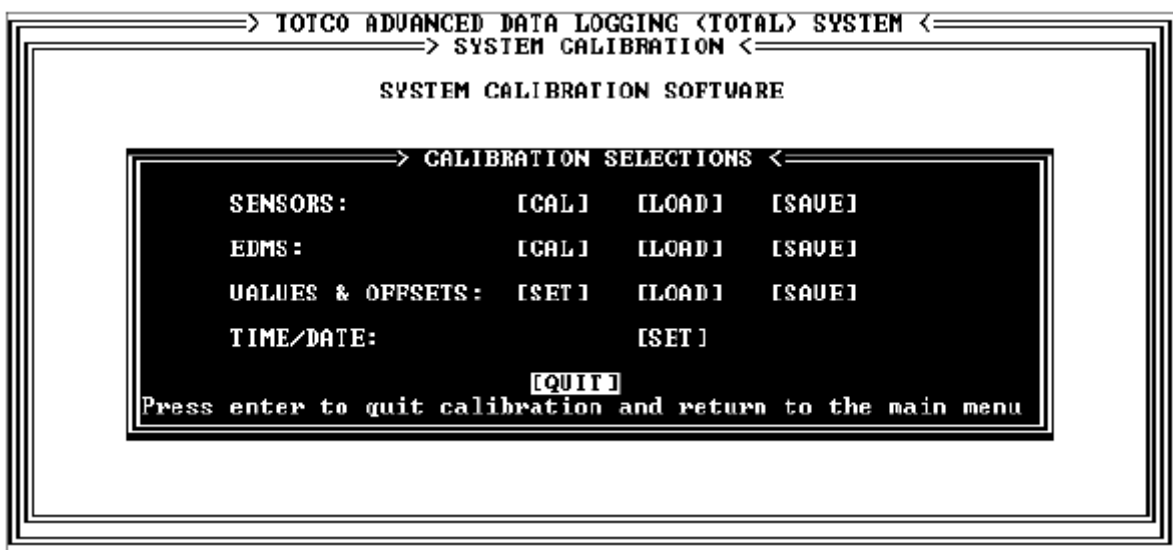 => TOTCO ADVANCED DATA LOGGING <TOTAL> SYSTEM <=
=> SYSTEM CALIBRATION <=
SYSTEM CALIBRATION SOFTWARE
=> CALIBRATION SELECTIONS <=
SENSORS: [CAL] [LOAD] [SAVE]
EDMS: [CAL] [LOAD] [SAVE]
VALUES & OFFSETS: [SET] [LOAD] [SAVE]
TIME/DATE: [SET]
[QUIT]
Press enter to quit calibration and return to the main menu